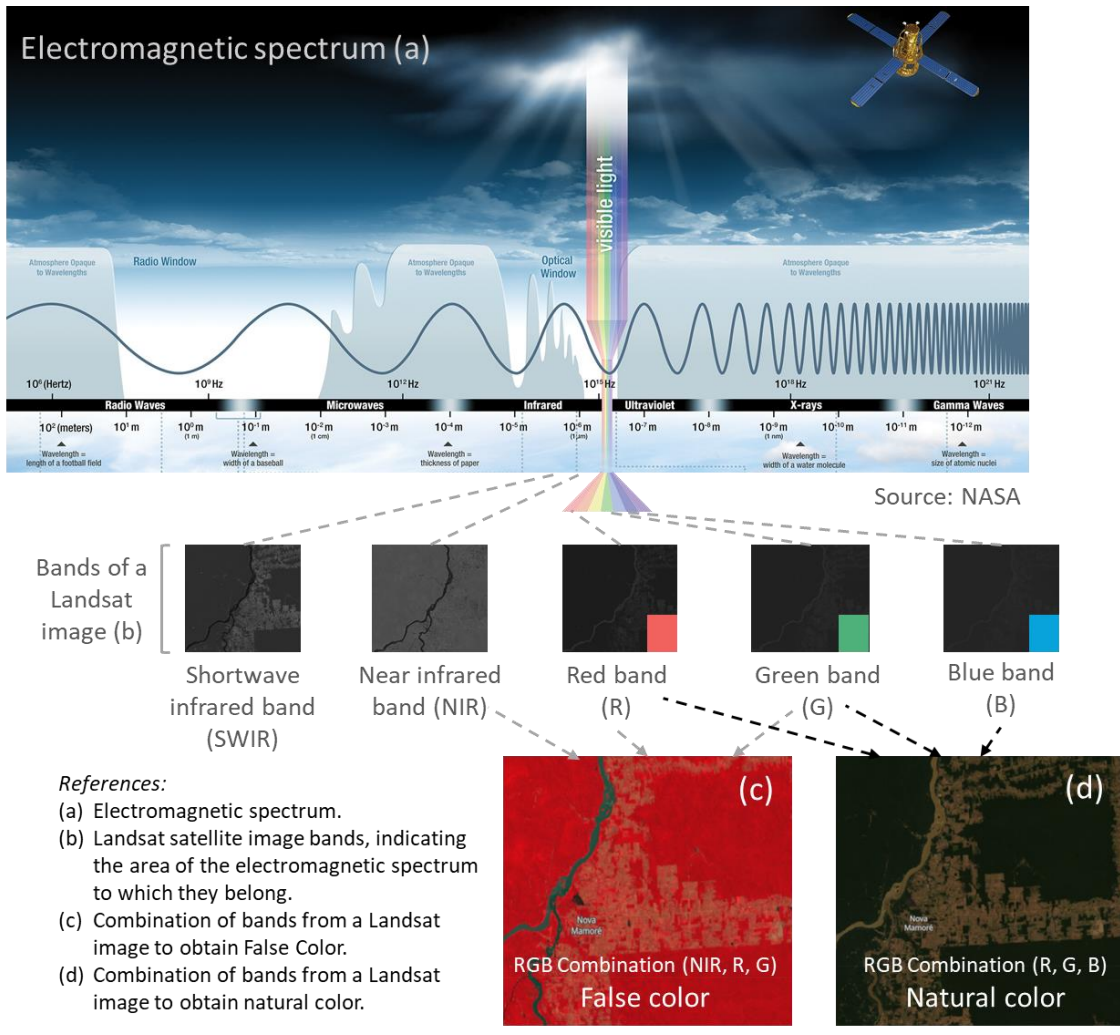 Electromagnetic spectrum (a)
visible light
Atmosphere Opaque
to Wavelengths
Radio Window
Atmosphere Opaque
to Wavelengths
Optical
Window
Atmosphere Opaque
to Wavelengths
10⁶ (Hertz) 10⁹ Hz 10¹² Hz 10¹⁵ Hz 10¹⁸ Hz 10²¹ Hz
Radio Waves Microwaves Infrared Ultraviolet X-rays Gamma Waves
10² (meters) 10¹ m 10⁰ m 10⁻¹ m 10⁻² m 10⁻³ m 10⁻⁴ m 10⁻⁵ m 10⁻⁶ m 10⁻⁷ m 10⁻⁸ m 10⁻⁹ m 10⁻¹⁰ m 10⁻¹¹ m 10⁻¹² m
(1 m) (1 cm) (1 µm) (1 nm)
Wavelength =
length of a football field
Wavelength =
width of a baseball
Wavelength =
thickness of paper
Wavelength =
width of a water molecule
Wavelength =
size of atomic nuclei
Source: NASA
Bands of a
Landsat
image (b)
Shortwave
infrared band
(SWIR)
Near infrared
band (NIR)
Red band
(R)
Green band
(G)
Blue band
(B)
References:
(a) Electromagnetic spectrum.
(b) Landsat satellite image bands, indicating
the area of the electromagnetic spectrum
to which they belong.
(c) Combination of bands from a Landsat
image to obtain False Color.
(d) Combination of bands from a Landsat
image to obtain natural color.
(c)
Nova
Mamoré
RGB Combination (NIR, R, G)
False color
(d)
Nova
Mamoré
RGB Combination (R, G, B)
Natural color